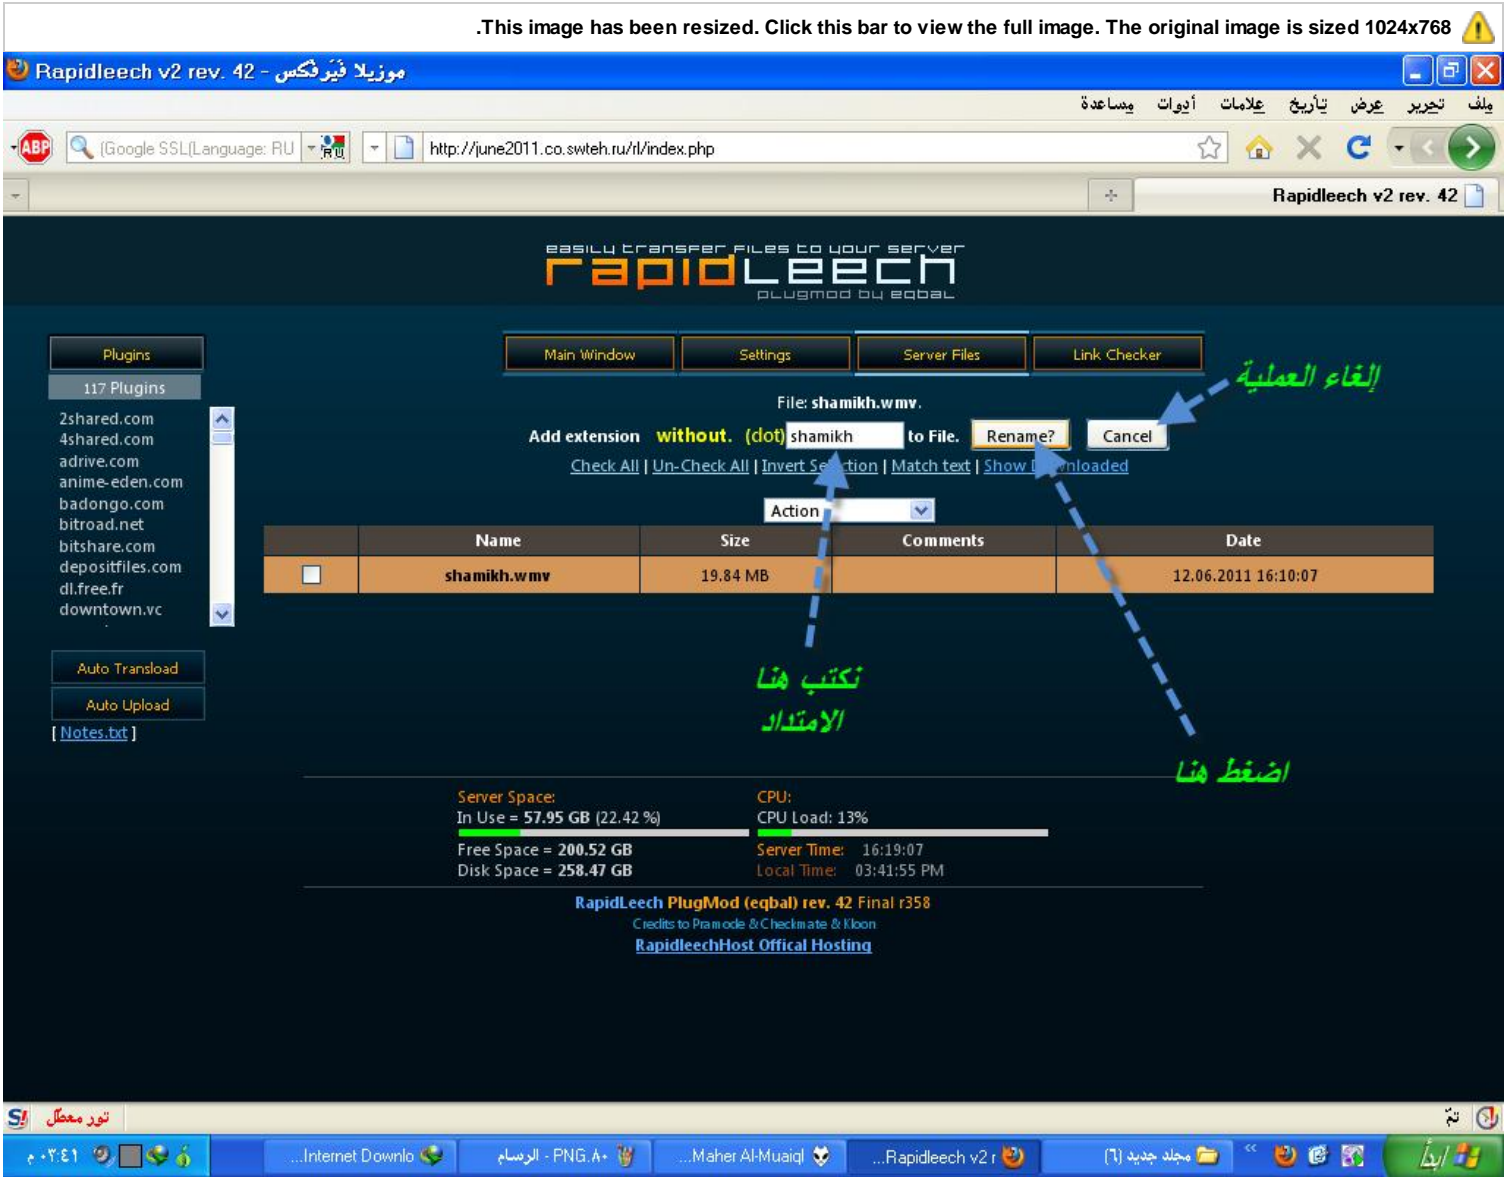 .This image has been resized. Click this bar to view the full image. The original image is sized 1024x768
Rapidleech v2 rev. 42 - موزيلا فَيَرفُكس
ملف تحرير عرض تأريخ علامات أدوات مساعدة
ABP
(Google SSL(Language: RU
http://june2011.co.swteh.ru/rl/index.php
Rapidleech v2 rev. 42
easily transfer files to your server
rapidleech
plugmod by eqbal
Plugins
117 Plugins
2shared.com
4shared.com
adrive.com
anime-eden.com
badongo.com
bitroad.net
bitshare.com
depositfiles.com
dl.free.fr
downtown.vc
Auto Transload
Auto Upload
[ Notes.txt ]
Main Window Settings Server Files Link Checker
إلغاء العملية
File: shamikh.wmv.
Add extension without. (dot) shamikh to File. Rename? Cancel
Check All | Un-Check All | Invert Selection | Match text | Show Downloaded
Action
Name Size Comments Date
shamikh.wmv 19.84 MB 12.06.2011 16:10:07
نكتب هنا
الامتداد
اضغط هنا
Server Space:
In Use = 57.95 GB (22.42 %)
Free Space = 200.52 GB
Disk Space = 258.47 GB
CPU:
CPU Load: 13%
Server Time: 16:19:07
Local Time: 03:41:55 PM
RapidLeech PlugMod (eqbal) rev. 42 Final r358
Credits to Pramode & Checkmate & Kloon
RapidleechHost Offical Hosting
تمّ
تور معطّل
ابدأ
مجلد جديد (٦)
...Rapidleech v2 r
...Maher Al-Muaiql
PNG.٨٠ - الرسام
...Internet Downlo
٠٣:٤١ م